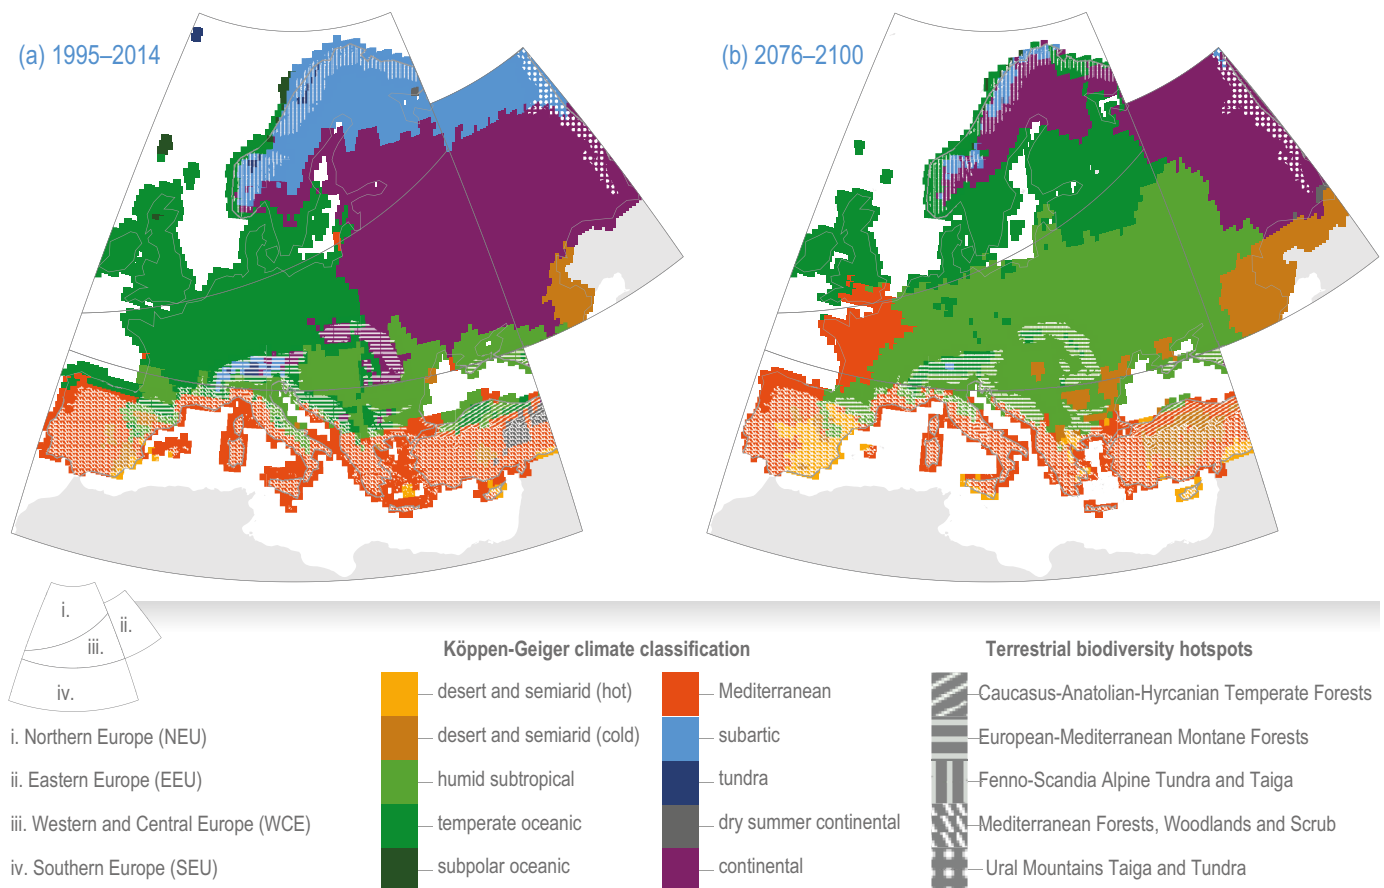 (a) 1995–2014
(b) 2076–2100
i.
ii.
iii.
iv.
i. Northern Europe (NEU)
ii. Eastern Europe (EEU)
iii. Western and Central Europe (WCE)
iv. Southern Europe (SEU)
Köppen-Geiger climate classification
desert and semiarid (hot)
desert and semiarid (cold)
humid subtropical
temperate oceanic
subpolar oceanic
Mediterranean
subartic
tundra
dry summer continental
continental
Terrestrial biodiversity hotspots
Caucasus-Anatolian-Hyrcanian Temperate Forests
European-Mediterranean Montane Forests
Fenno-Scandia Alpine Tundra and Taiga
Mediterranean Forests, Woodlands and Scrub
Ural Mountains Taiga and Tundra